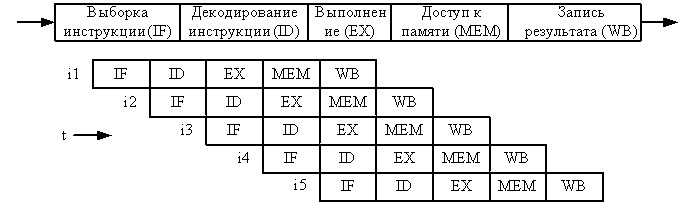 Выборка Декодирование Выполнен Доступ к Запись
инструкции (IF) инструкции (ID) ие (EX) памяти (MEM) результата (WB)
i1 IF ID EX MEM WB
i2 IF ID EX MEM WB
t i3 IF ID EX MEM WB
i4 IF ID EX MEM WB
i5 IF ID EX MEM WB